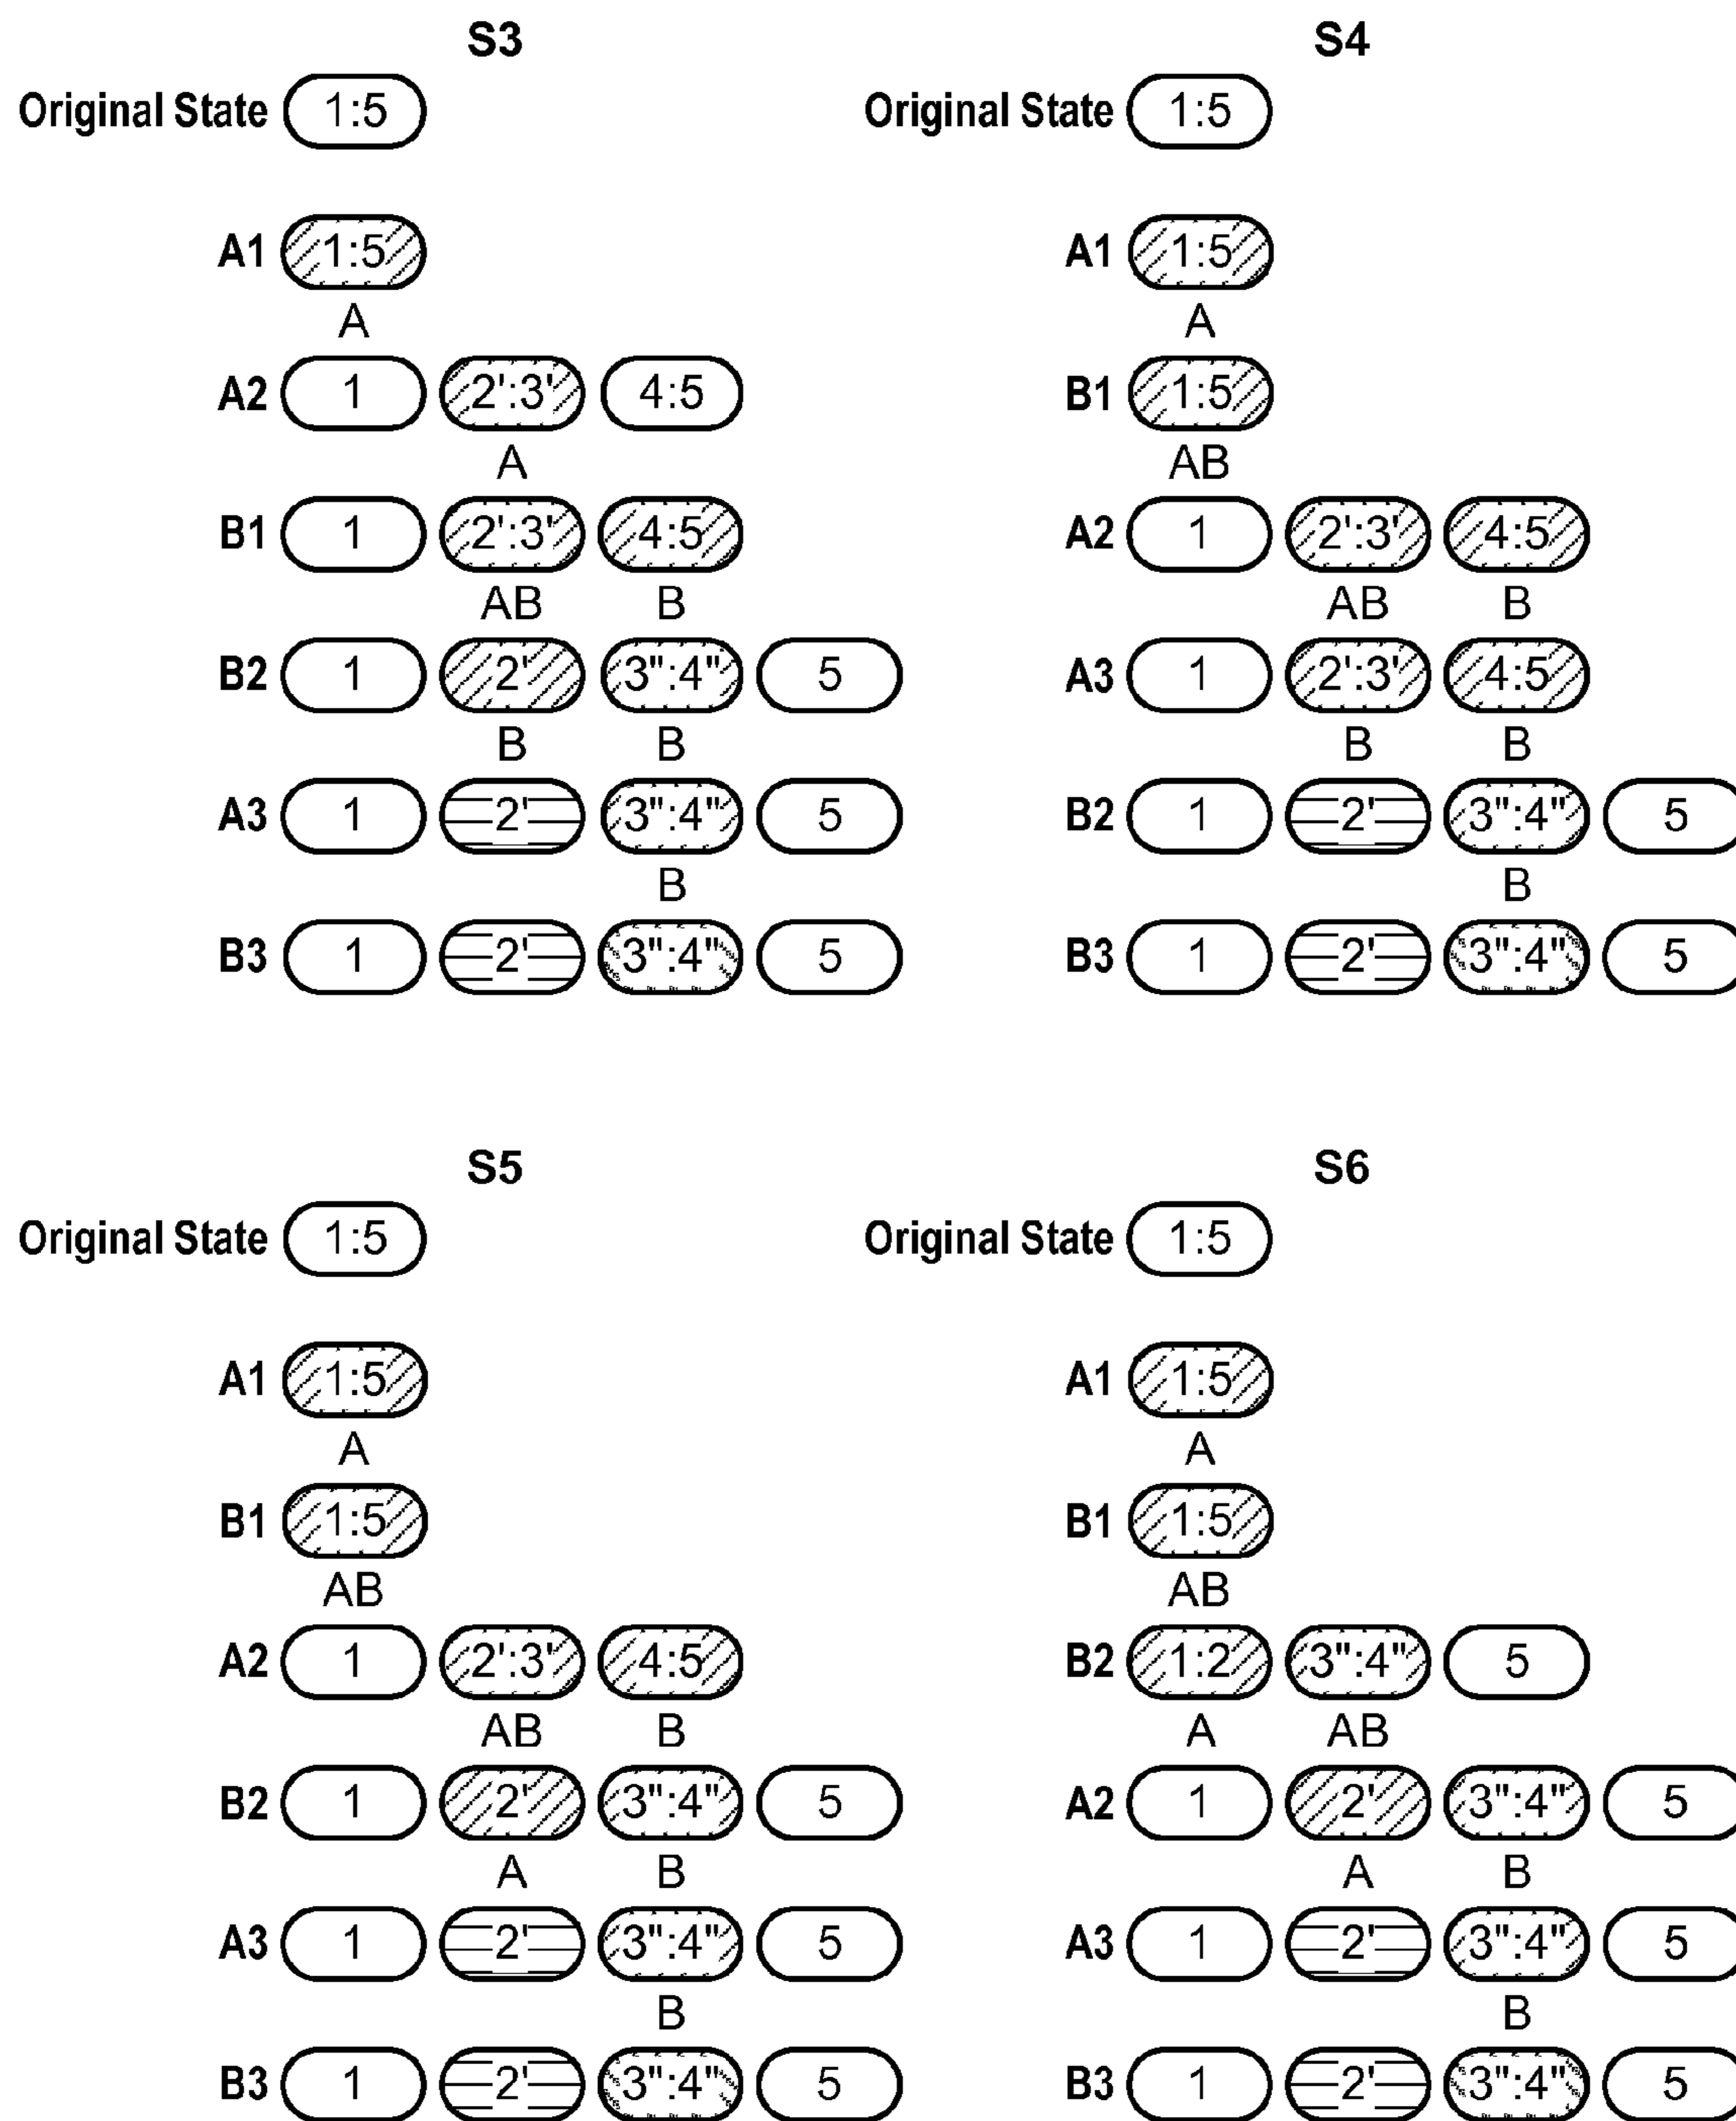 S3
Original State 1:5
A1 1:5
A
A2 1 2':3' 4:5
A
B1 1 2':3' 4:5
AB B
B2 1 2' 3":4" 5
B B
A3 1 2' 3":4" 5
B
B3 1 2' 3":4" 5
S4
Original State 1:5
A1 1:5
A
B1 1:5
AB
A2 1 2':3' 4:5
AB B
A3 1 2':3' 4:5
B B
B2 1 2' 3":4" 5
B
B3 1 2' 3":4" 5
S5
Original State 1:5
A1 1:5
A
B1 1:5
AB
A2 1 2':3' 4:5
AB B
B2 1 2' 3":4" 5
A B
A3 1 2' 3":4" 5
B
B3 1 2' 3":4" 5
S6
Original State 1:5
A1 1:5
A
B1 1:5
AB
B2 1:2 3":4" 5
A AB
A2 1 2' 3":4" 5
A B
A3 1 2' 3":4" 5
B
B3 1 2' 3":4" 5